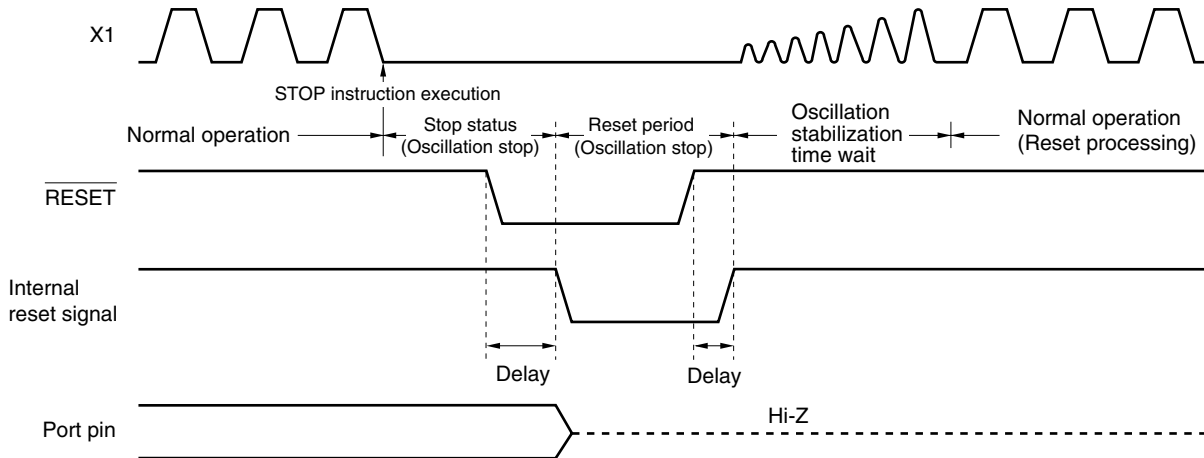 X1
STOP instruction execution
Normal operation
Stop status
(Oscillation stop)
Reset period
(Oscillation stop)
Oscillation
stabilization
time wait
Normal operation
(Reset processing)
RESET
Internal
reset signal
Delay
Delay
Port pin
Hi-Z